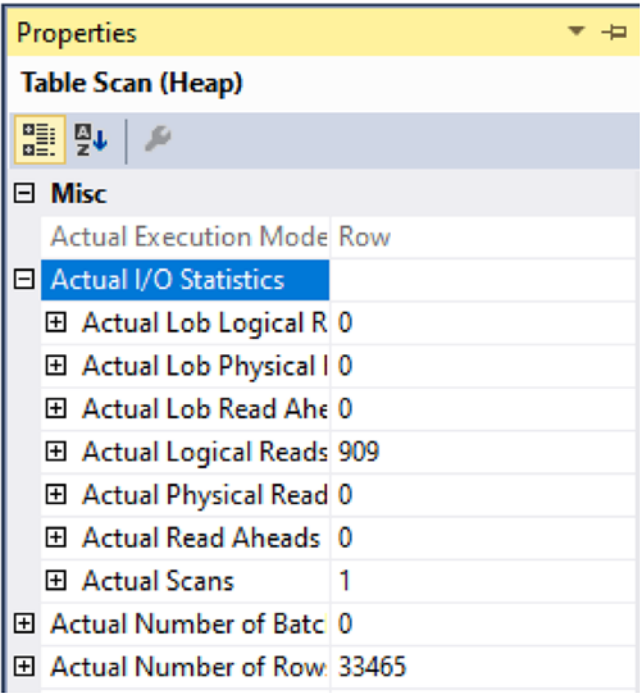 Properties
Table Scan (Heap)
Misc
Actual Execution Mode Row
Actual I/O Statistics
Actual Lob Logical R 0
Actual Lob Physical 0
Actual Lob Read Ahe 0
Actual Logical Reads 909
Actual Physical Read 0
Actual Read Aheads 0
Actual Scans 1
Actual Number of Batc 0
Actual Number of Row 33465